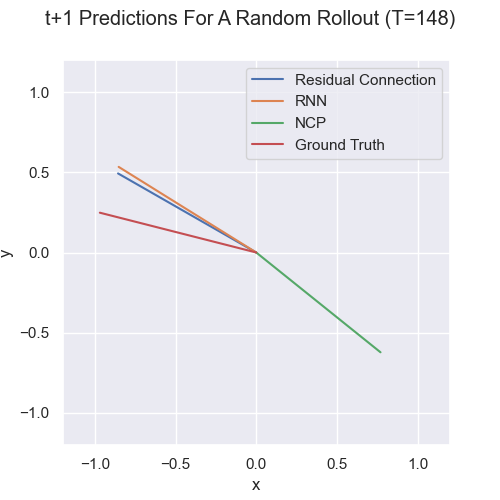 t+1 Predictions For A Random Rollout (T=148)
Residual Connection
RNN
NCP
Ground Truth
1.0
0.5
0.0
−0.5
−1.0
y
−1.0 −0.5 0.0 0.5 1.0
x